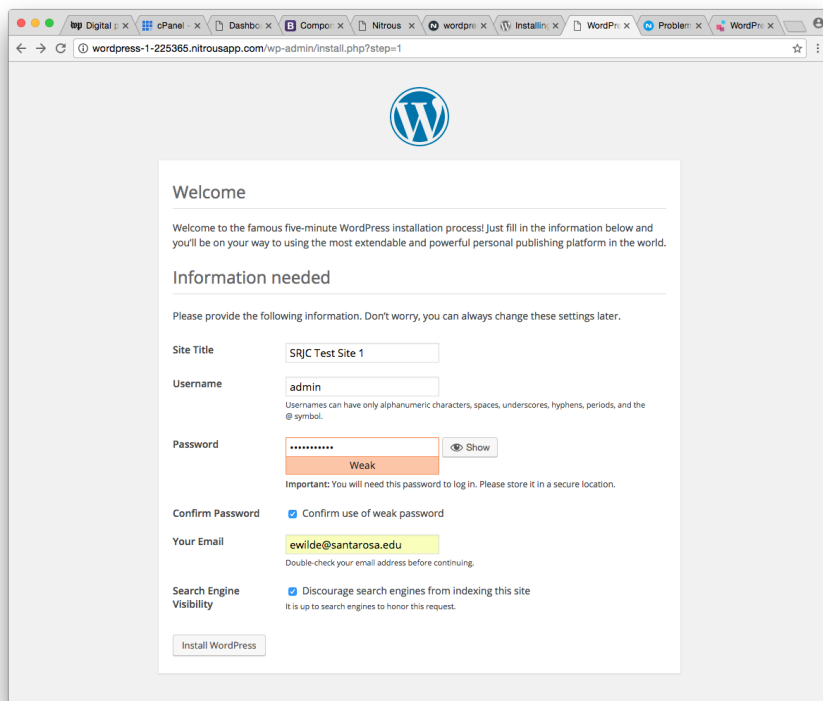 Digital p
cPanel -
Dashbo
B Compon
Nitrous
wordpre
Installing
WordPre
Problem
WordPre
wordpress-1-225365.nitrousapp.com/wp-admin/install.php?step=1
W
Welcome
Welcome to the famous five-minute WordPress installation process! Just fill in the information below and
you'll be on your way to using the most extendable and powerful personal publishing platform in the world.
Information needed
Please provide the following information. Don't worry, you can always change these settings later.
Site Title
SRJC Test Site 1
Username
admin
Usernames can have only alphanumeric characters, spaces, underscores, hyphens, periods, and the
@ symbol.
Password
•••••••••••
Show
Weak
Important: You will need this password to log in. Please store it in a secure location.
Confirm Password
Confirm use of weak password
Your Email
ewilde@santarosa.edu
Double-check your email address before continuing.
Search Engine
Visibility
Discourage search engines from indexing this site
It is up to search engines to honor this request.
Install WordPress